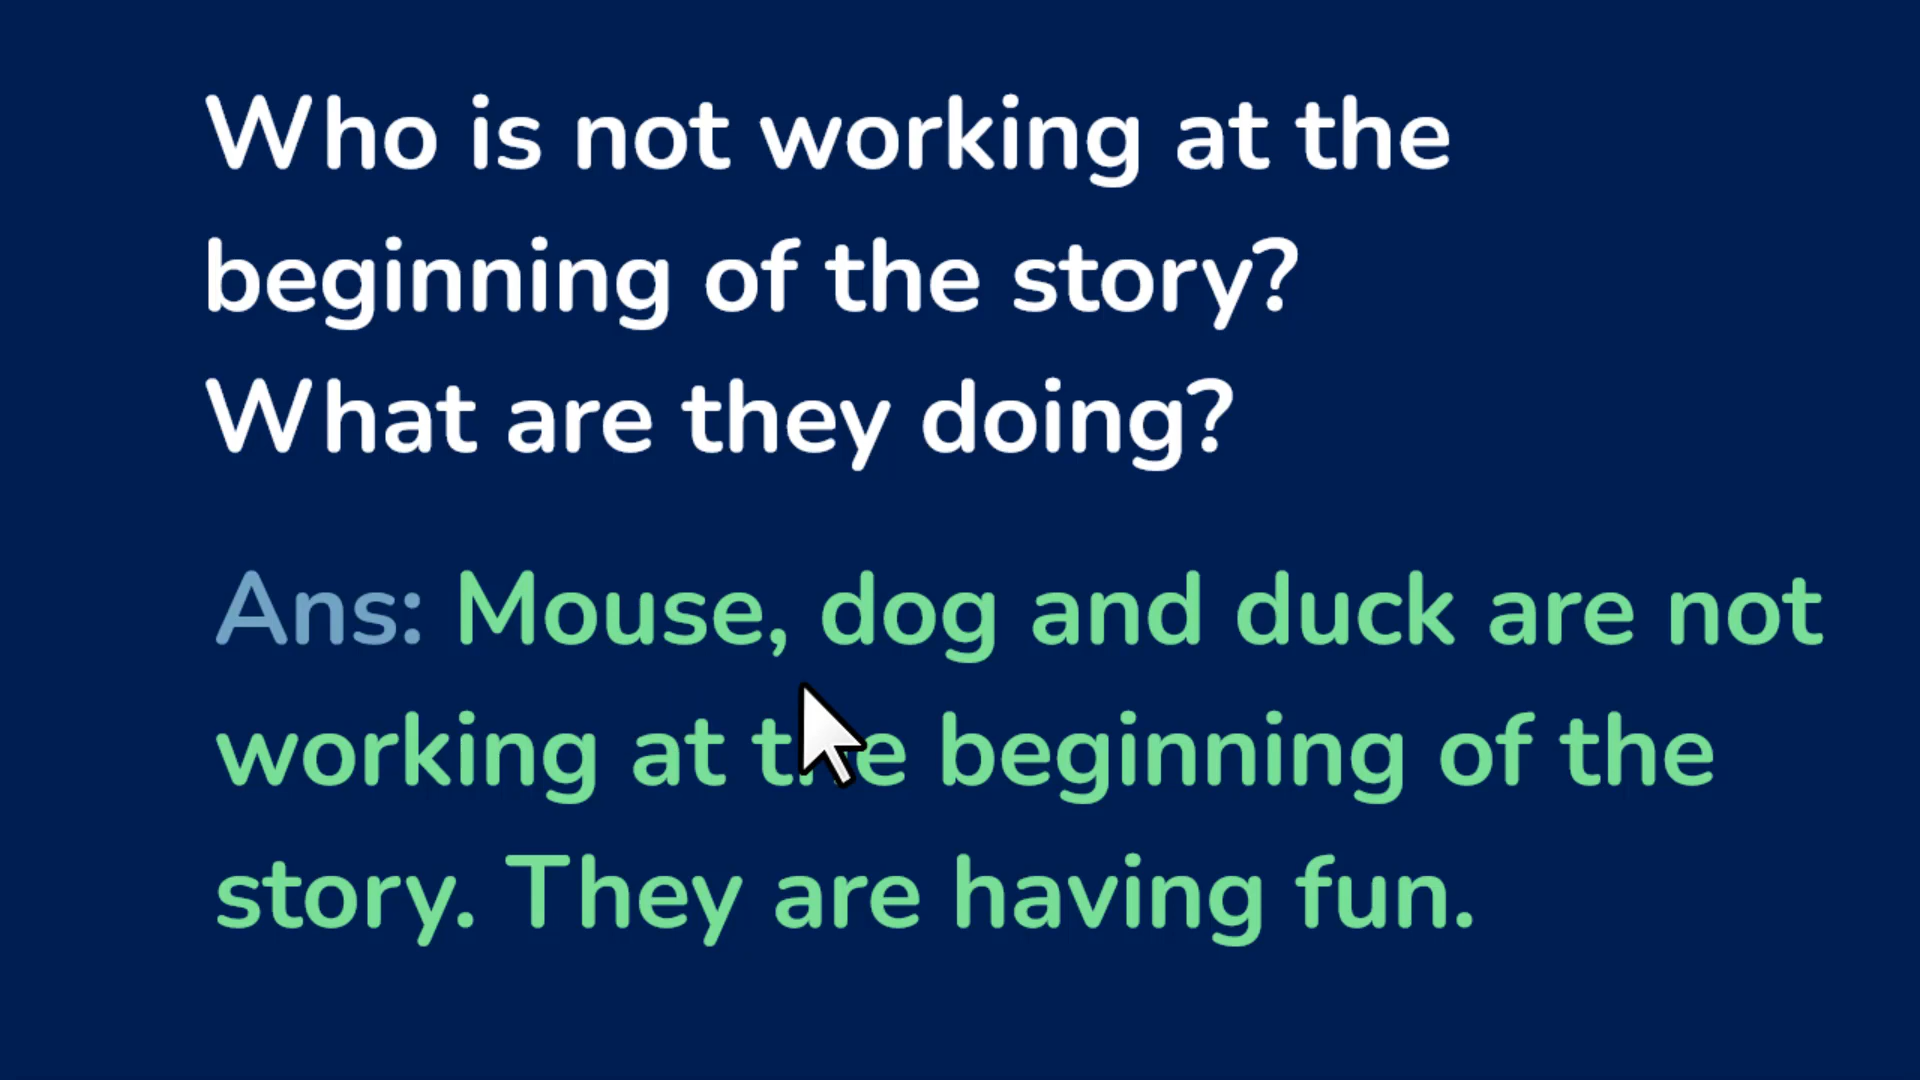 Who is not working at the
beginning of the story?
What are they doing?
Ans: Mouse, dog and duck are not
working at the beginning of the
story. They are having fun.